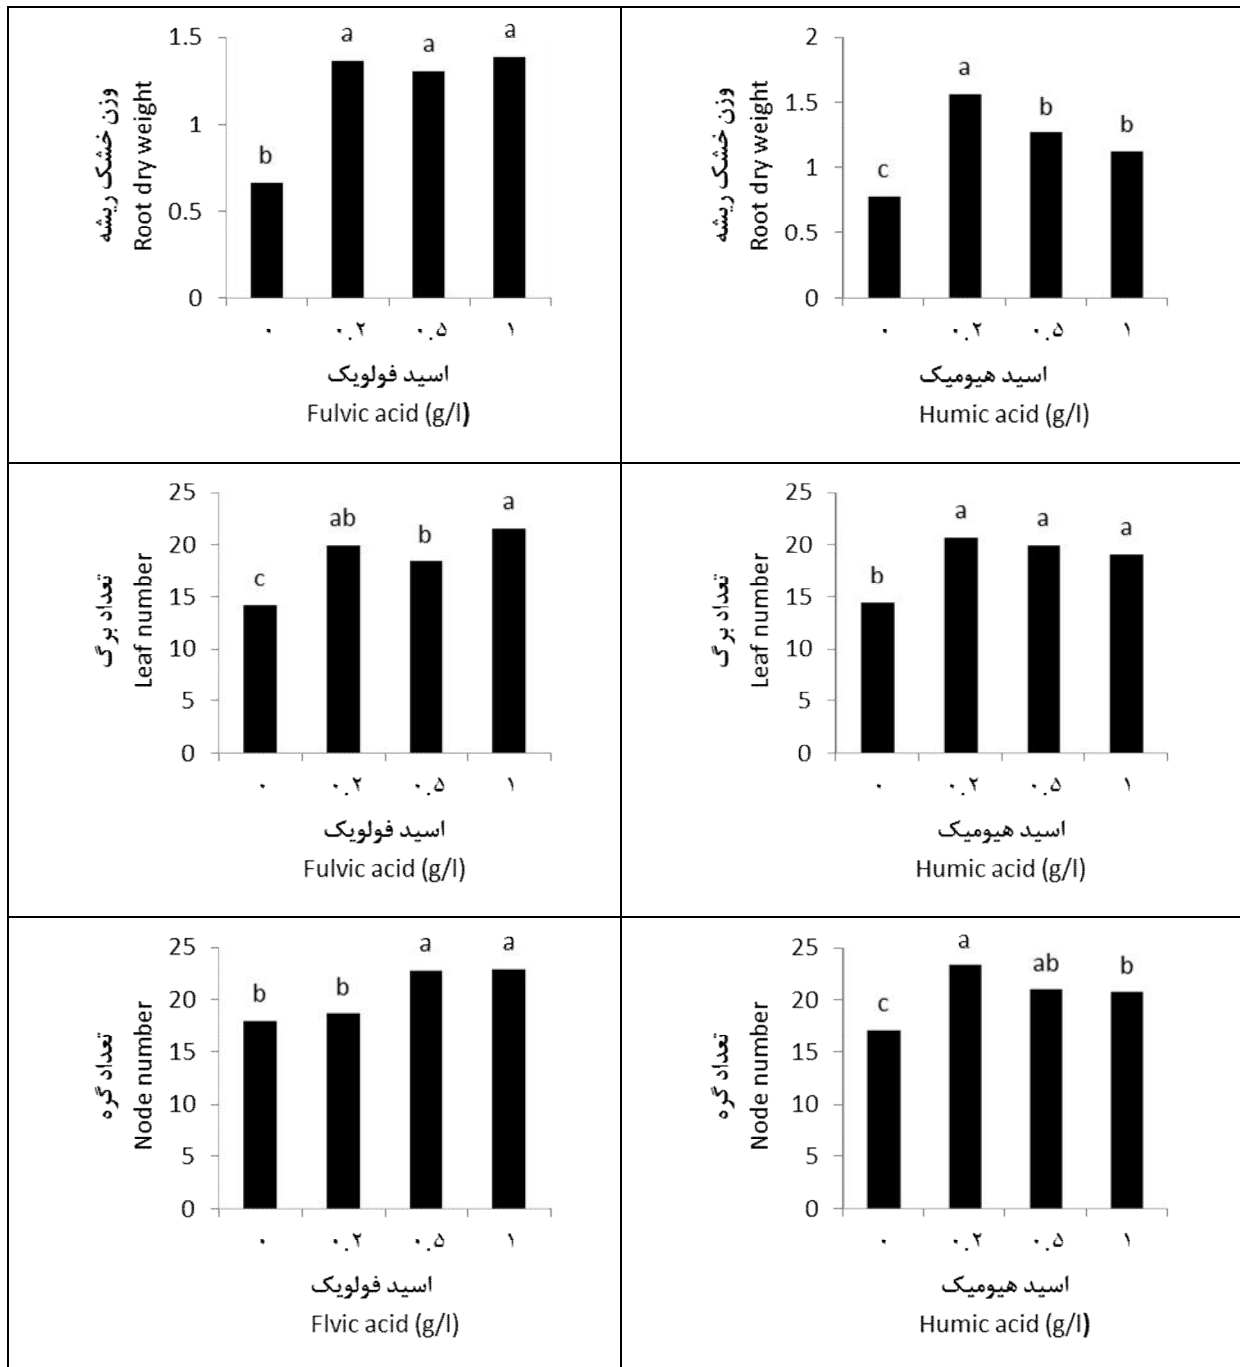 وزن خشک ریشه
Root dry weight
1.5
1
0.5
0
b
a
a
a
۰
۰.۲
۰.۵
۱
اسید فولویک
Fulvic acid (g/l)
وزن خشک ریشه
Root dry weight
2
1.5
1
0.5
0
c
a
b
b
۰
۰.۲
۰.۵
۱
اسید هیومیک
Humic acid (g/l)
تعداد برگ
Leaf number
25
20
15
10
5
0
c
ab
b
a
۰
۰.۲
۰.۵
۱
اسید فولویک
Fulvic acid (g/l)
تعداد برگ
Leaf number
25
20
15
10
5
0
b
a
a
a
۰
۰.۲
۰.۵
۱
اسید هیومیک
Humic acid (g/l)
تعداد گره
Node number
25
20
15
10
5
0
b
b
a
a
۰
۰.۲
۰.۵
۱
اسید فولویک
Flvic acid (g/l)
تعداد گره
Node number
25
20
15
10
5
0
c
a
ab
b
۰
۰.۲
۰.۵
۱
اسید هیومیک
Humic acid (g/l)